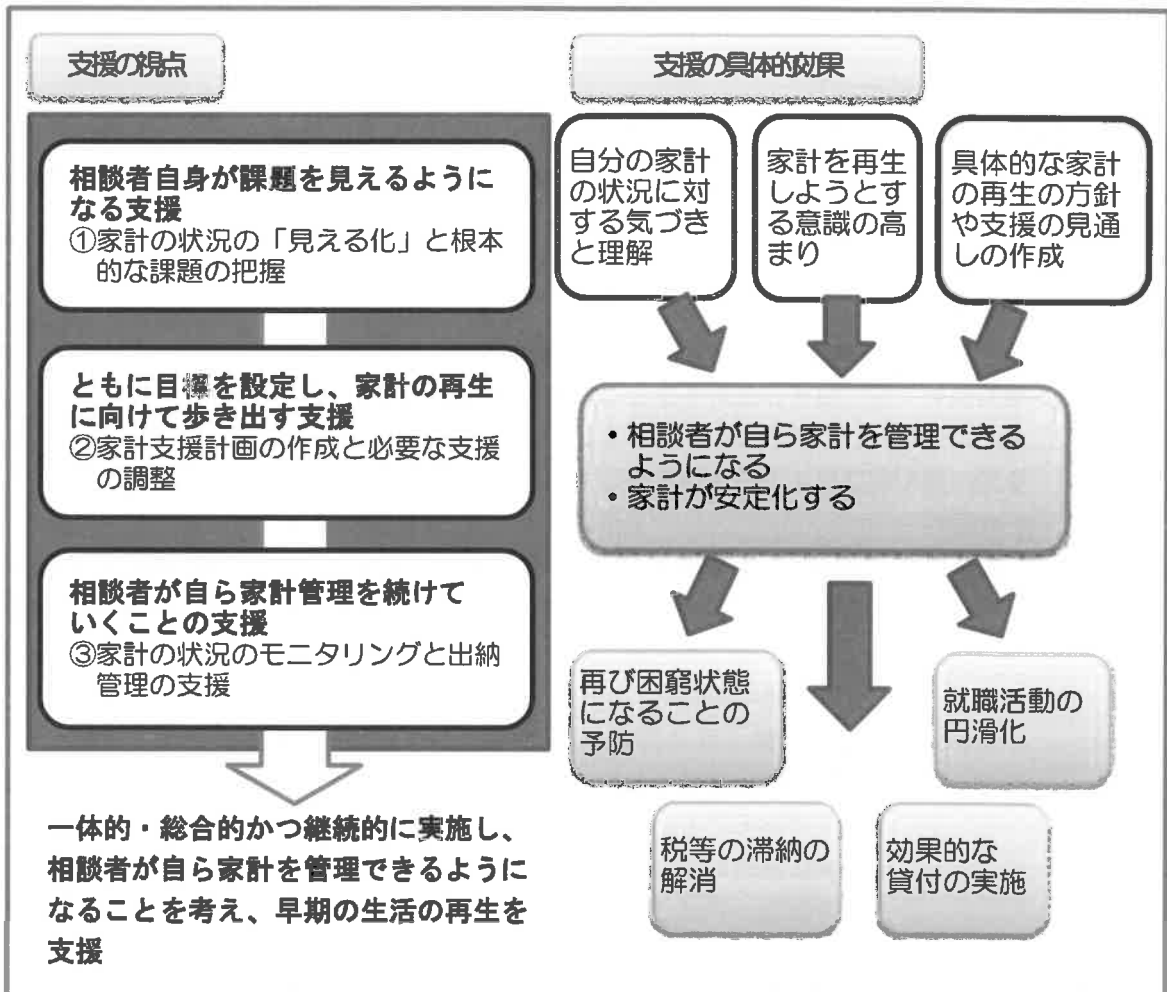 支援の視点
相談者自身が課題を見えるように
なる支援
①家計の状況の「見える化」と根本
的な課題の把握
ともに目標を設定し、家計の再生
に向けて歩き出す支援
②家計支援計画の作成と必要な支援
の調整
相談者が自ら家計管理を続けて
いくことの支援
③家計の状況のモニタリングと出納
管理の支援
一体的・総合的かつ継続的に実施し、
相談者が自ら家計を管理できるように
なることを考え、早期の生活の再生を
支援
支援の具体的効果
自分の家計
の状況に対
する気づき
と理解
家計を再生
しようとす
る意識の高
まり
具体的な家計
の再生の方針
や支援の見通
しの作成
・相談者が自ら家計を管理できる
ようになる
・家計が安定化する
再び困窮状態
になることの
予防
就職活動の
円滑化
税等の滞納の
解消
効果的な
貸付の実施